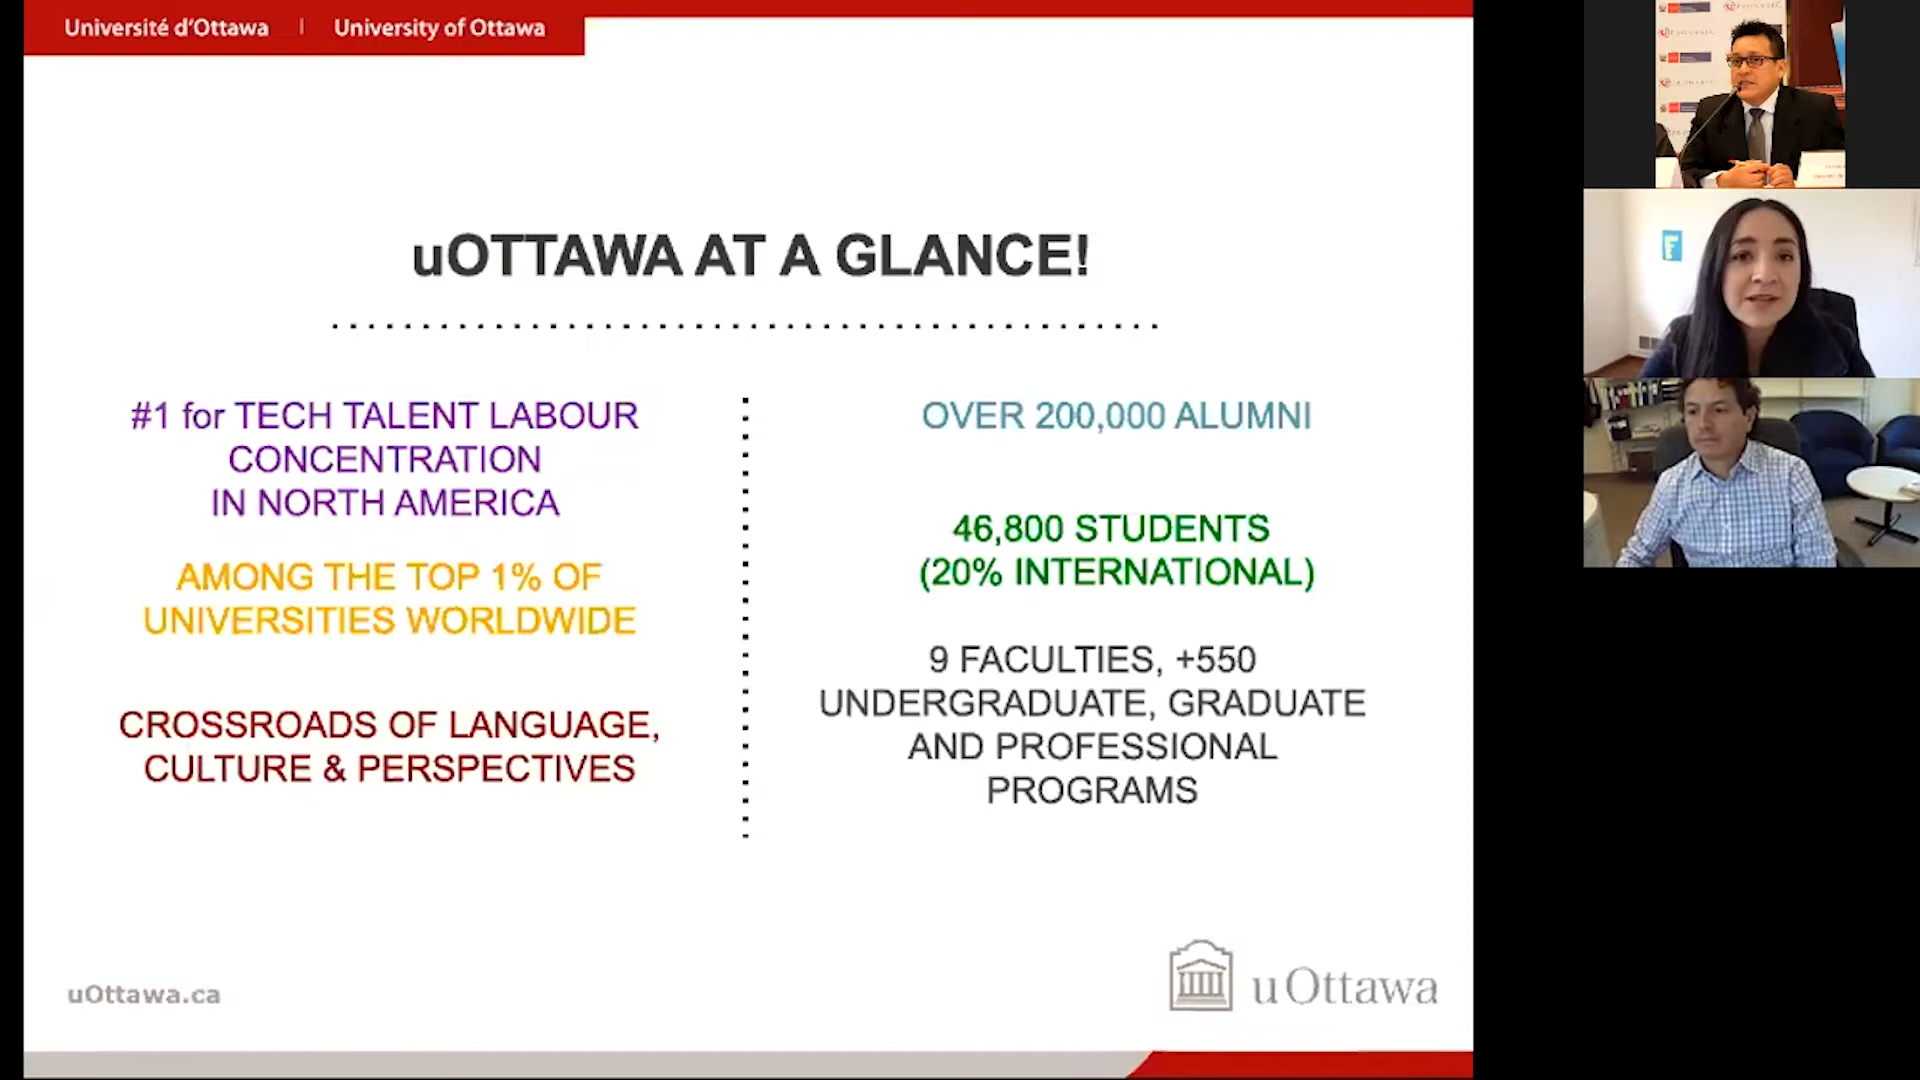 Université d'Ottawa | University of Ottawa
uOTTAWA AT A GLANCE!
#1 for TECH TALENT LABOUR
CONCENTRATION
IN NORTH AMERICA
AMONG THE TOP 1% OF
UNIVERSITIES WORLDWIDE
CROSSROADS OF LANGUAGE,
CULTURE & PERSPECTIVES
OVER 200,000 ALUMNI
46,800 STUDENTS
(20% INTERNATIONAL)
9 FACULTIES, +550
UNDERGRADUATE, GRADUATE
AND PROFESSIONAL
PROGRAMS
uOttawa.ca
uOttawa